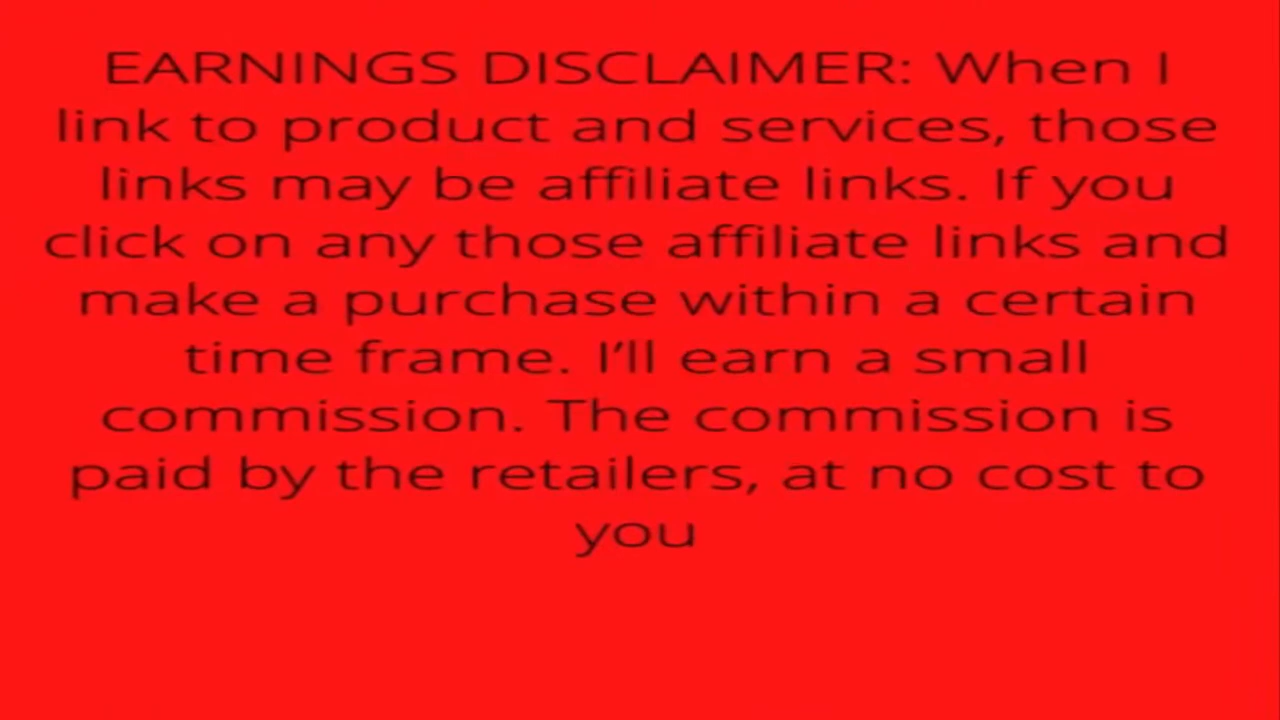 EARNINGS DISCLAIMER: When I
link to product and services, those
links may be affiliate links. If you
click on any those affiliate links and
make a purchase within a certain
time frame. I’ll earn a small
commission. The commission is
paid by the retailers, at no cost to
you